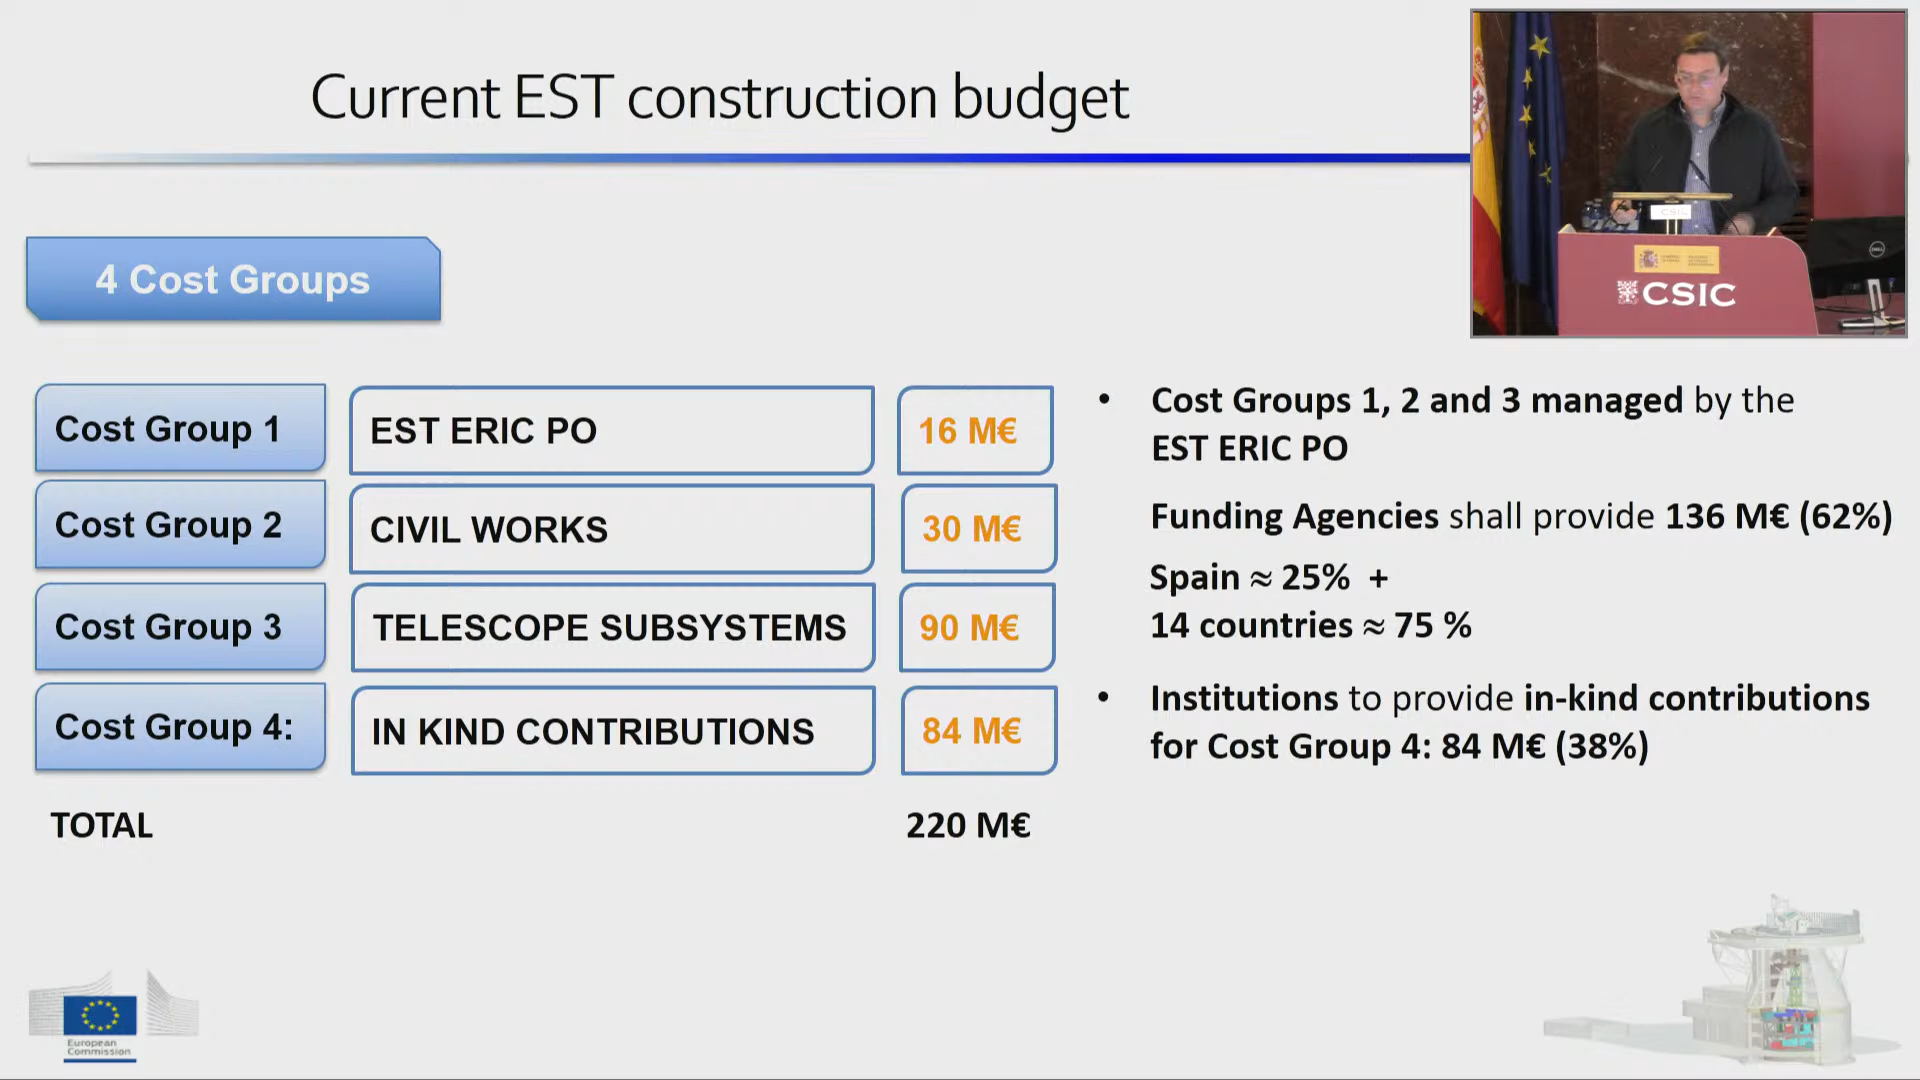 Current EST construction budget
4 Cost Groups
Cost Group 1
EST ERIC PO
16 M€
Cost Group 2
CIVIL WORKS
30 M€
Cost Group 3
TELESCOPE SUBSYSTEMS
90 M€
Cost Group 4:
IN KIND CONTRIBUTIONS
84 M€
TOTAL
220 M€
• Cost Groups 1, 2 and 3 managed by the
EST ERIC PO
Funding Agencies shall provide 136 M€ (62%)
Spain ≈ 25% +
14 countries ≈ 75 %
• Institutions to provide in-kind contributions
for Cost Group 4: 84 M€ (38%)
CSIC
CSIC
DELL
European
Commission